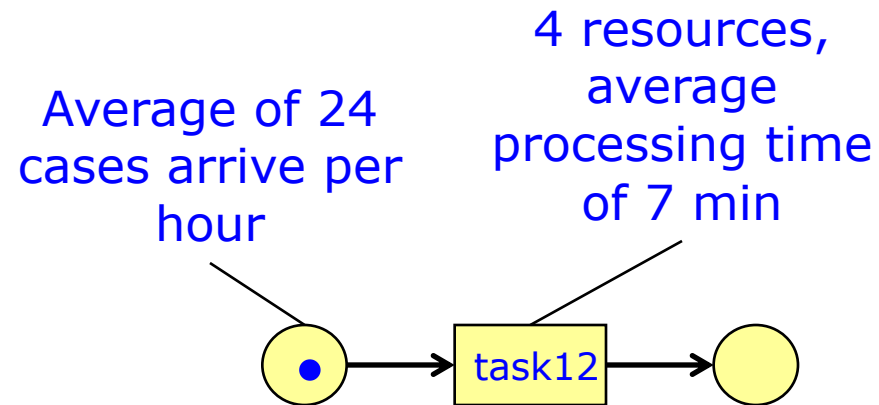 Average of 24
cases arrive per
hour
4 resources,
average
processing time
of 7 min
task12